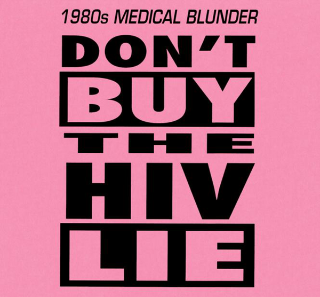 1980s MEDICAL BLUNDER
DON'T
BUY
THE
HIV
LIE